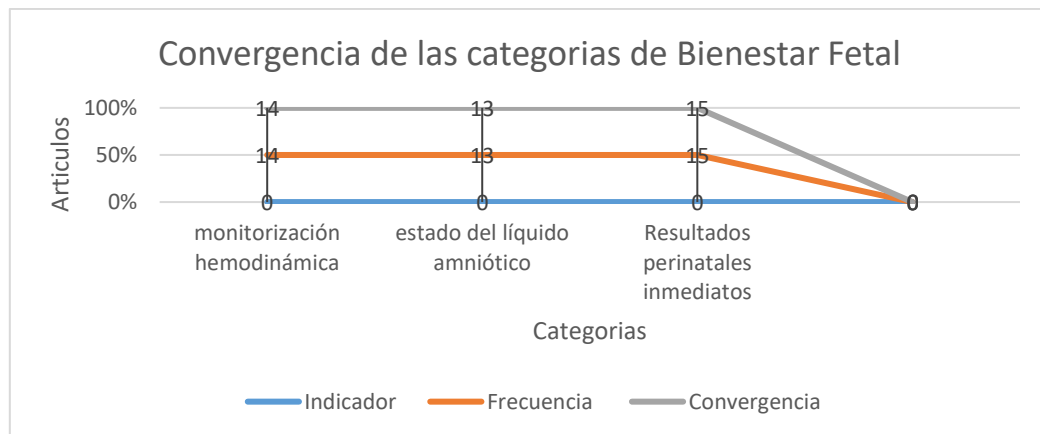 Convergencia de las categorias de Bienestar Fetal
Articulos
100%
50%
0%
14
13
15
14
13
15
0
0
0
0
monitorización
hemodinámica
estado del líquido
amniótico
Resultados
perinatales
inmediatos
Categorias
Indicador
Frecuencia
Convergencia